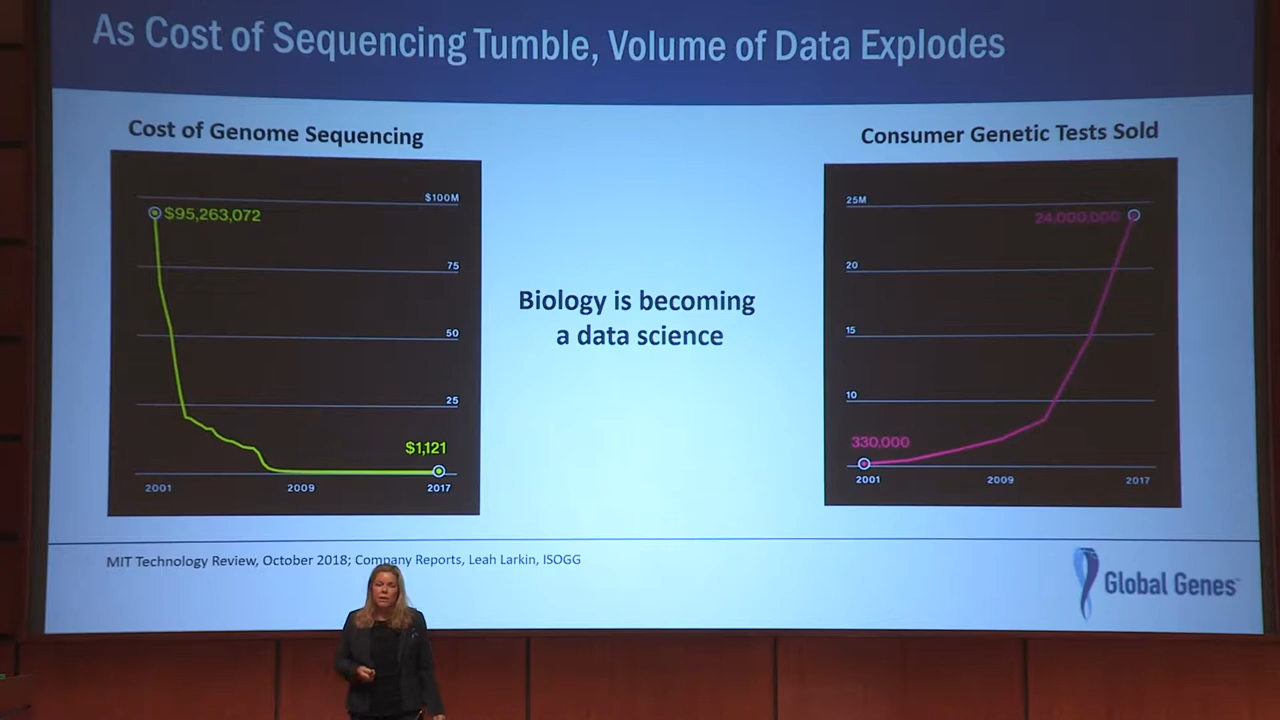 As Cost of Sequencing Tumble, Volume of Data Explodes
Cost of Genome Sequencing
$100M
$95,263,072
75
50
25
$1,121
2001
2009
2017
Biology is becoming
a data science
Consumer Genetic Tests Sold
25M
24,000,000
20
15
10
330,000
2001
2009
2017
MIT Technology Review, October 2018; Company Reports, Leah Larkin, ISOGG
Global Genes™